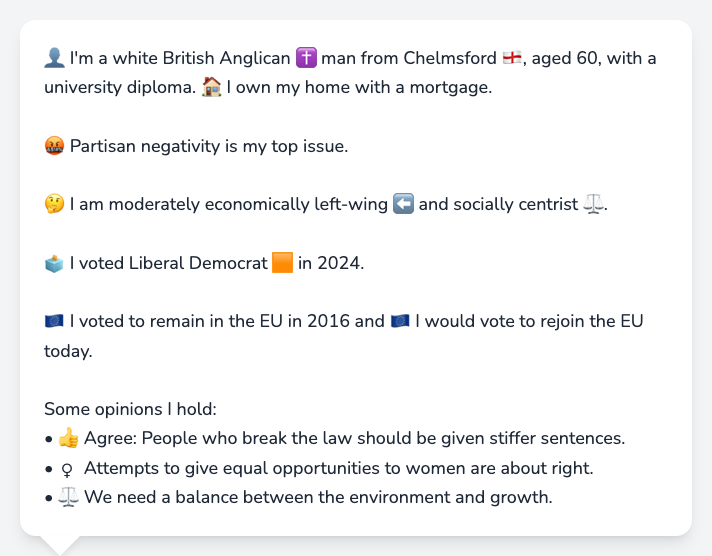 👤 I'm a white British Anglican ✝️ man from Chelmsford 🏴󠁧󠁢󠁥󠁮󠁧󠁿, aged 60, with a
university diploma. 🏠 I own my home with a mortgage.
🤬 Partisan negativity is my top issue.
🤔 I am moderately economically left-wing ⬅️ and socially centrist ⚖️.
🗳️ I voted Liberal Democrat 🟧 in 2024.
🇪🇺 I voted to remain in the EU in 2016 and 🇪🇺 I would vote to rejoin the EU
today.
Some opinions I hold:
• 👍 Agree: People who break the law should be given stiffer sentences.
• ♀ Attempts to give equal opportunities to women are about right.
• ⚖️ We need a balance between the environment and growth.